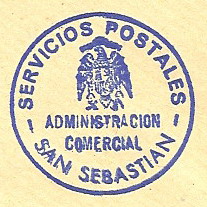 SERVICIOS POSTALES
ADMINISTRACION
COMERCIAL
SAN SEBASTIAN